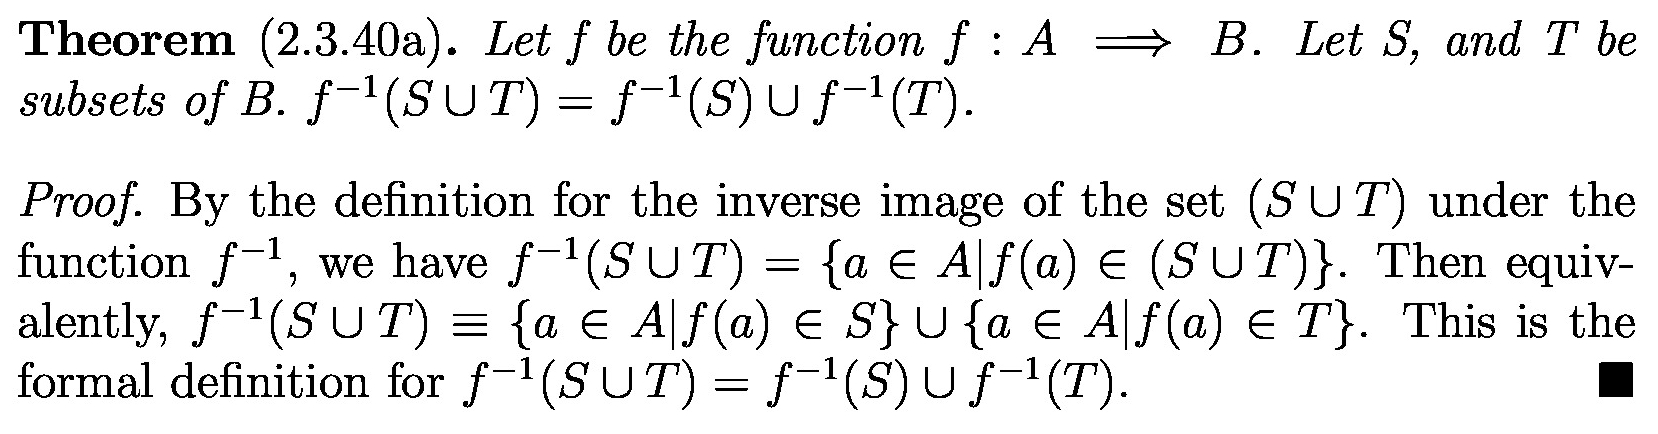 Theorem (2.3.40a). Let f be the function f : A ⟹ B. Let S, and T be
subsets of B. f⁻¹(S ∪ T) = f⁻¹(S) ∪ f⁻¹(T).
Proof. By the definition for the inverse image of the set (S ∪ T) under the
function f⁻¹, we have f⁻¹(S ∪ T) = {a ∈ A|f(a) ∈ (S ∪ T)}. Then equiv-
alently, f⁻¹(S ∪ T) ≡ {a ∈ A|f(a) ∈ S} ∪ {a ∈ A|f(a) ∈ T}. This is the
formal definition for f⁻¹(S ∪ T) = f⁻¹(S) ∪ f⁻¹(T). ■